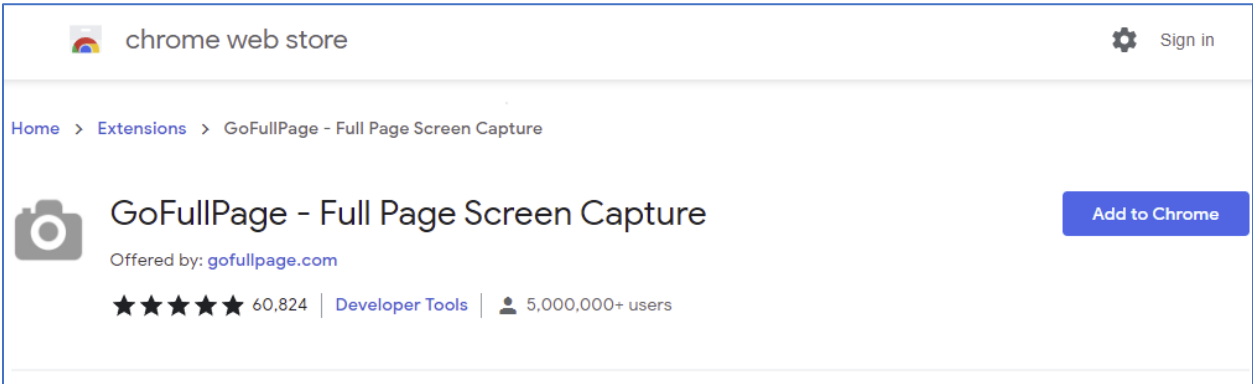 chrome web store
Sign in
Home > Extensions > GoFullPage - Full Page Screen Capture
GoFullPage - Full Page Screen Capture
Add to Chrome
Offered by: gofullpage.com
60,824 | Developer Tools | 5,000,000+ users